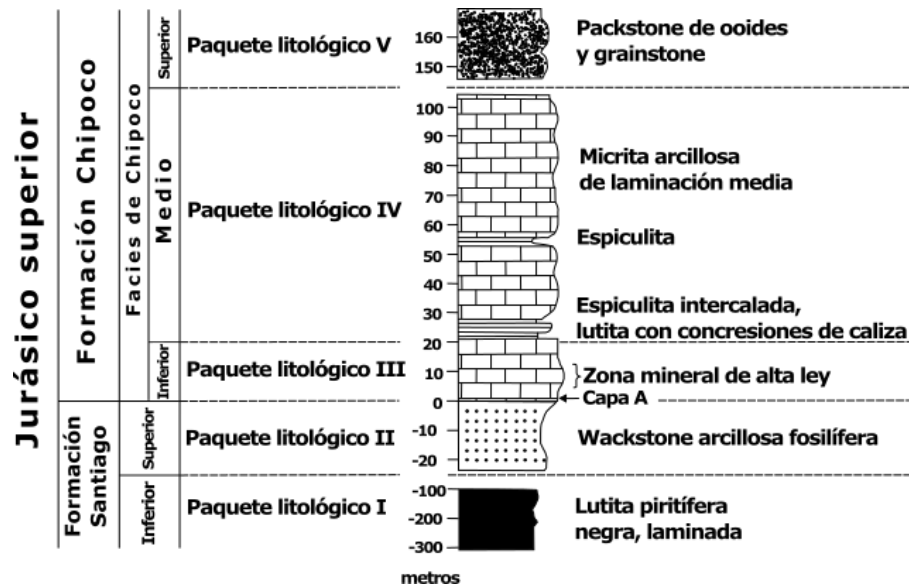 Jurásico superior
Formación Chipoco
Formación
Santiago
Facies de Chipoco
Superior
Medio
Inferior
Superior
Inferior
Paquete litológico V
Paquete litológico IV
Paquete litológico III
Paquete litológico II
Paquete litológico I
160
150
100
90
80
70
60
50
40
30
20
10
0
-10
-20
-100
-200
-300
metros
Packstone de ooides
y grainstone
Micrita arcillosa
de laminación media
Espiculita
Espiculita intercalada,
lutita con concresiones de caliza
Zona mineral de alta ley
Capa A
Wackstone arcillosa fosilífera
Lutita piritífera
negra, laminada